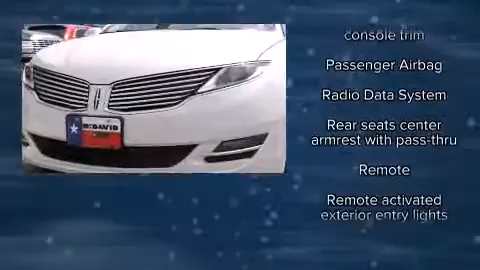 console trim
Passenger Airbag
Radio Data System
Rear seats center
armrest with pass-thru
Remote
Remote activated
exterior entry lights
McDAVID